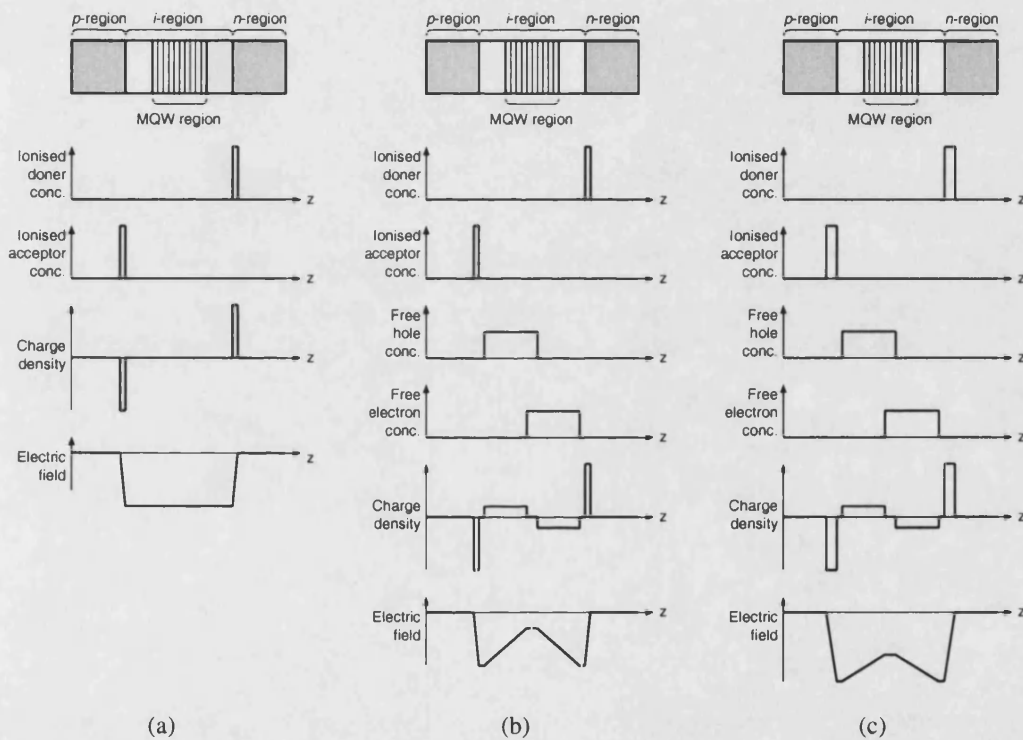 p-region i-region n-region
MQW region
Ionised
doner
conc.
z
Ionised
acceptor
conc.
z
Charge
density
z
Electric
field
z
(a)
p-region i-region n-region
MQW region
Ionised
doner
conc.
z
Ionised
acceptor
conc.
z
Free
hole
conc.
z
Free
electron
conc.
z
Charge
density
z
Electric
field
z
(b)
p-region i-region n-region
MQW region
Ionised
doner
conc.
z
Ionised
acceptor
conc.
z
Free
hole
conc.
z
Free
electron
conc.
z
Charge
density
z
Electric
field
z
(c)